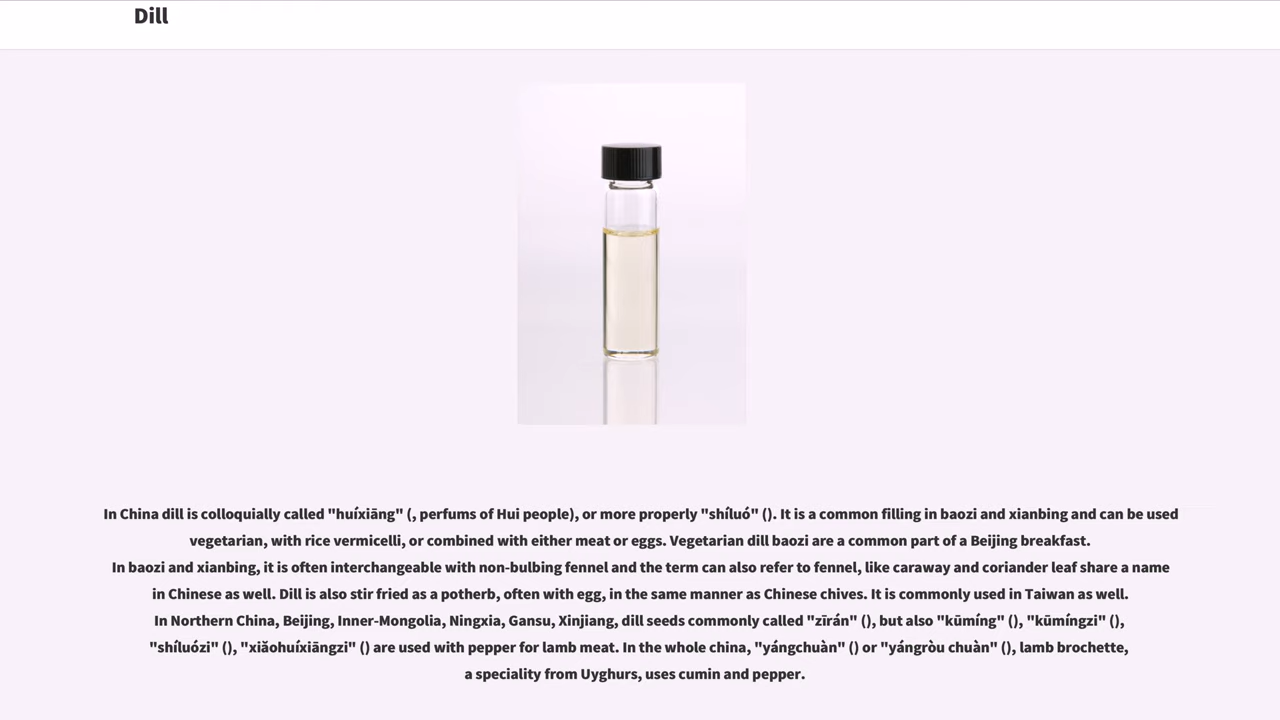 Dill
In China dill is colloquially called "huíxiāng" (, perfums of Hui people), or more properly "shíluó" (). It is a common filling in baozi and xianbing and can be used
vegetarian, with rice vermicelli, or combined with either meat or eggs. Vegetarian dill baozi are a common part of a Beijing breakfast.
In baozi and xianbing, it is often interchangeable with non-bulbing fennel and the term can also refer to fennel, like caraway and coriander leaf share a name
in Chinese as well. Dill is also stir fried as a potherb, often with egg, in the same manner as Chinese chives. It is commonly used in Taiwan as well.
In Northern China, Beijing, Inner-Mongolia, Ningxia, Gansu, Xinjiang, dill seeds commonly called "zīrán" (), but also "kūmíng" (), "kūmíngzi" (),
"shíluózi" (), "xiǎohuíxiāngzi" () are used with pepper for lamb meat. In the whole china, "yángchuàn" () or "yángròu chuàn" (), lamb brochette,
a speciality from Uyghurs, uses cumin and pepper.